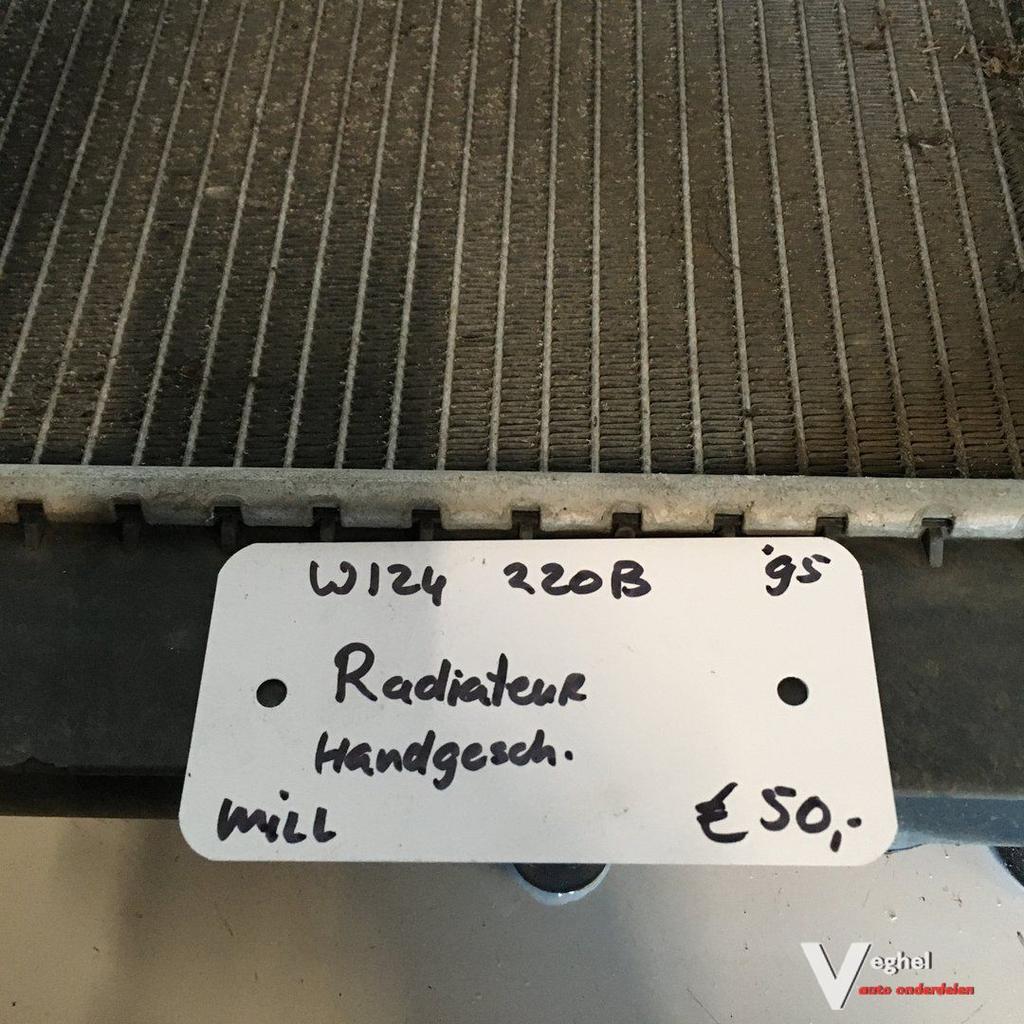 W124 220B '95
Radiateur
Handgesch.
Mill
€50,-
Veghel
auto onderdelen